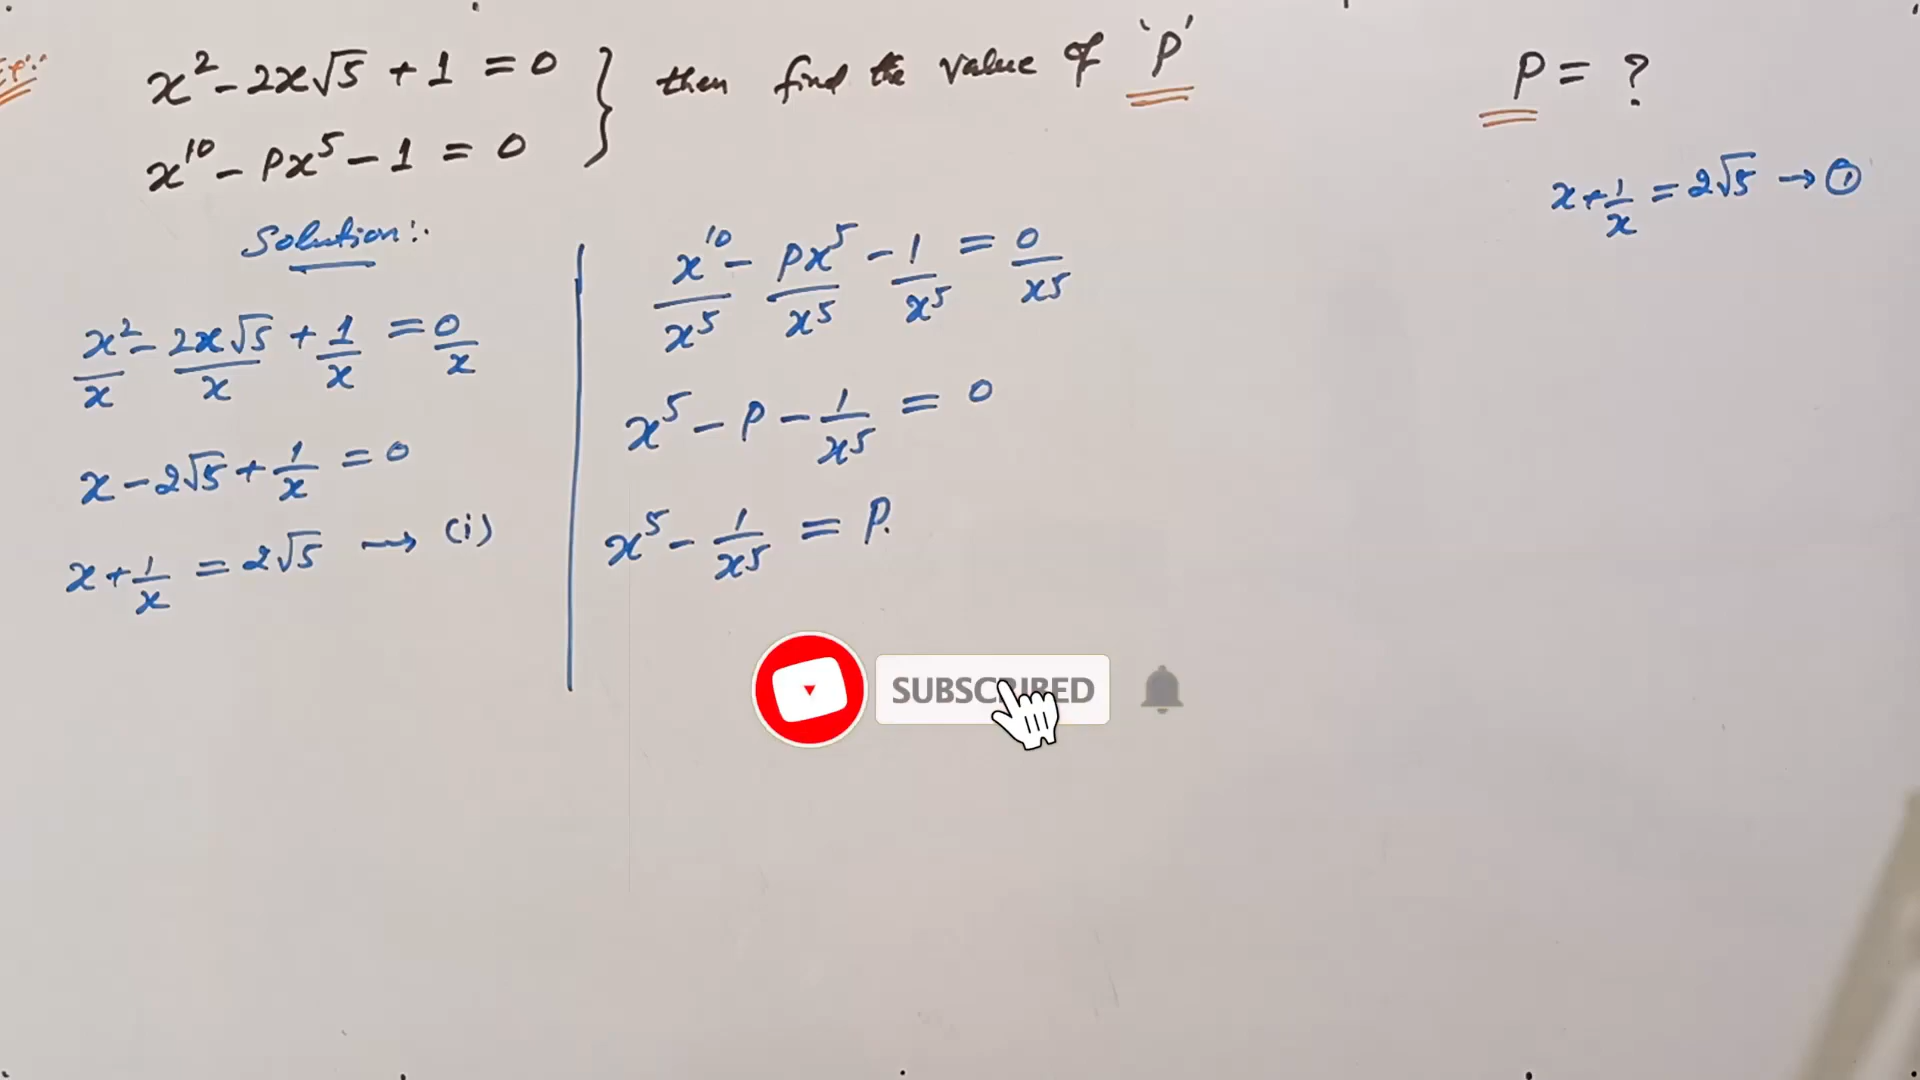 Ex:
x² - 2x√5 + 1 = 0
x¹⁰ - Px⁵ - 1 = 0
} then find the value of 'P'
Solution:
x²/x - 2x√5/x + 1/x = 0/x
x - 2√5 + 1/x = 0
x + 1/x = 2√5 → (i)
x¹⁰/x⁵ - Px⁵/x⁵ - 1/x⁵ = 0/x⁵
x⁵ - P - 1/x⁵ = 0
x⁵ - 1/x⁵ = P.
P = ?
x + 1/x = 2√5 → ①
SUBSCRIBED